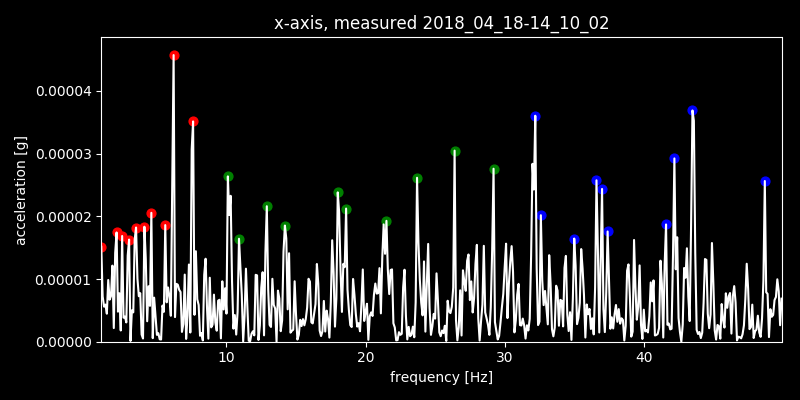 x-axis, measured 2018_04_18-14_10_02
acceleration [g]
0.00004
0.00003
0.00002
0.00001
0.00000
10 20 30 40
frequency [Hz]